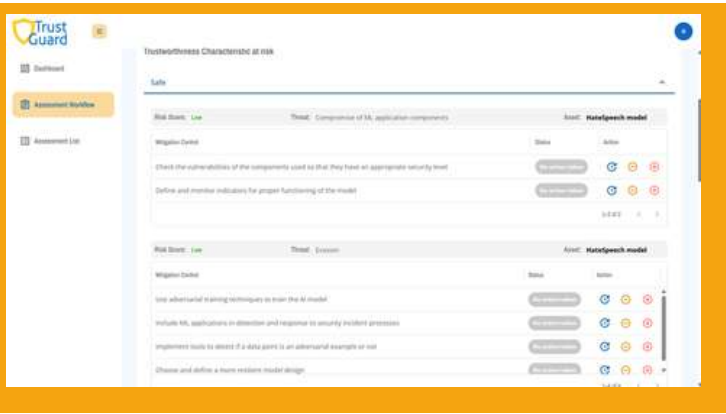 Trust
Guard
Dashboard
Assessment Workflow
Assessment List
Trustworthiness Characteristic at risk
Safe
Risk Score: Low Threat: Compromise of ML application components Asset: HateSpeech model
Mitigation Control Status Action
Check the vulnerabilities of the components used so that they have an appropriate security level No action taken
Define and monitor indicators for proper functioning of the model No action taken
1-2 of 2
Risk Score: Low Threat: Evasion Asset: HateSpeech model
Mitigation Control Status Action
Use adversarial training techniques to train the AI model No action taken
Include ML applications in detection and response to security incident processes No action taken
Implement tools to detect if a data point is an adversarial example or not No action taken
Choose and define a more resilient model design No action taken